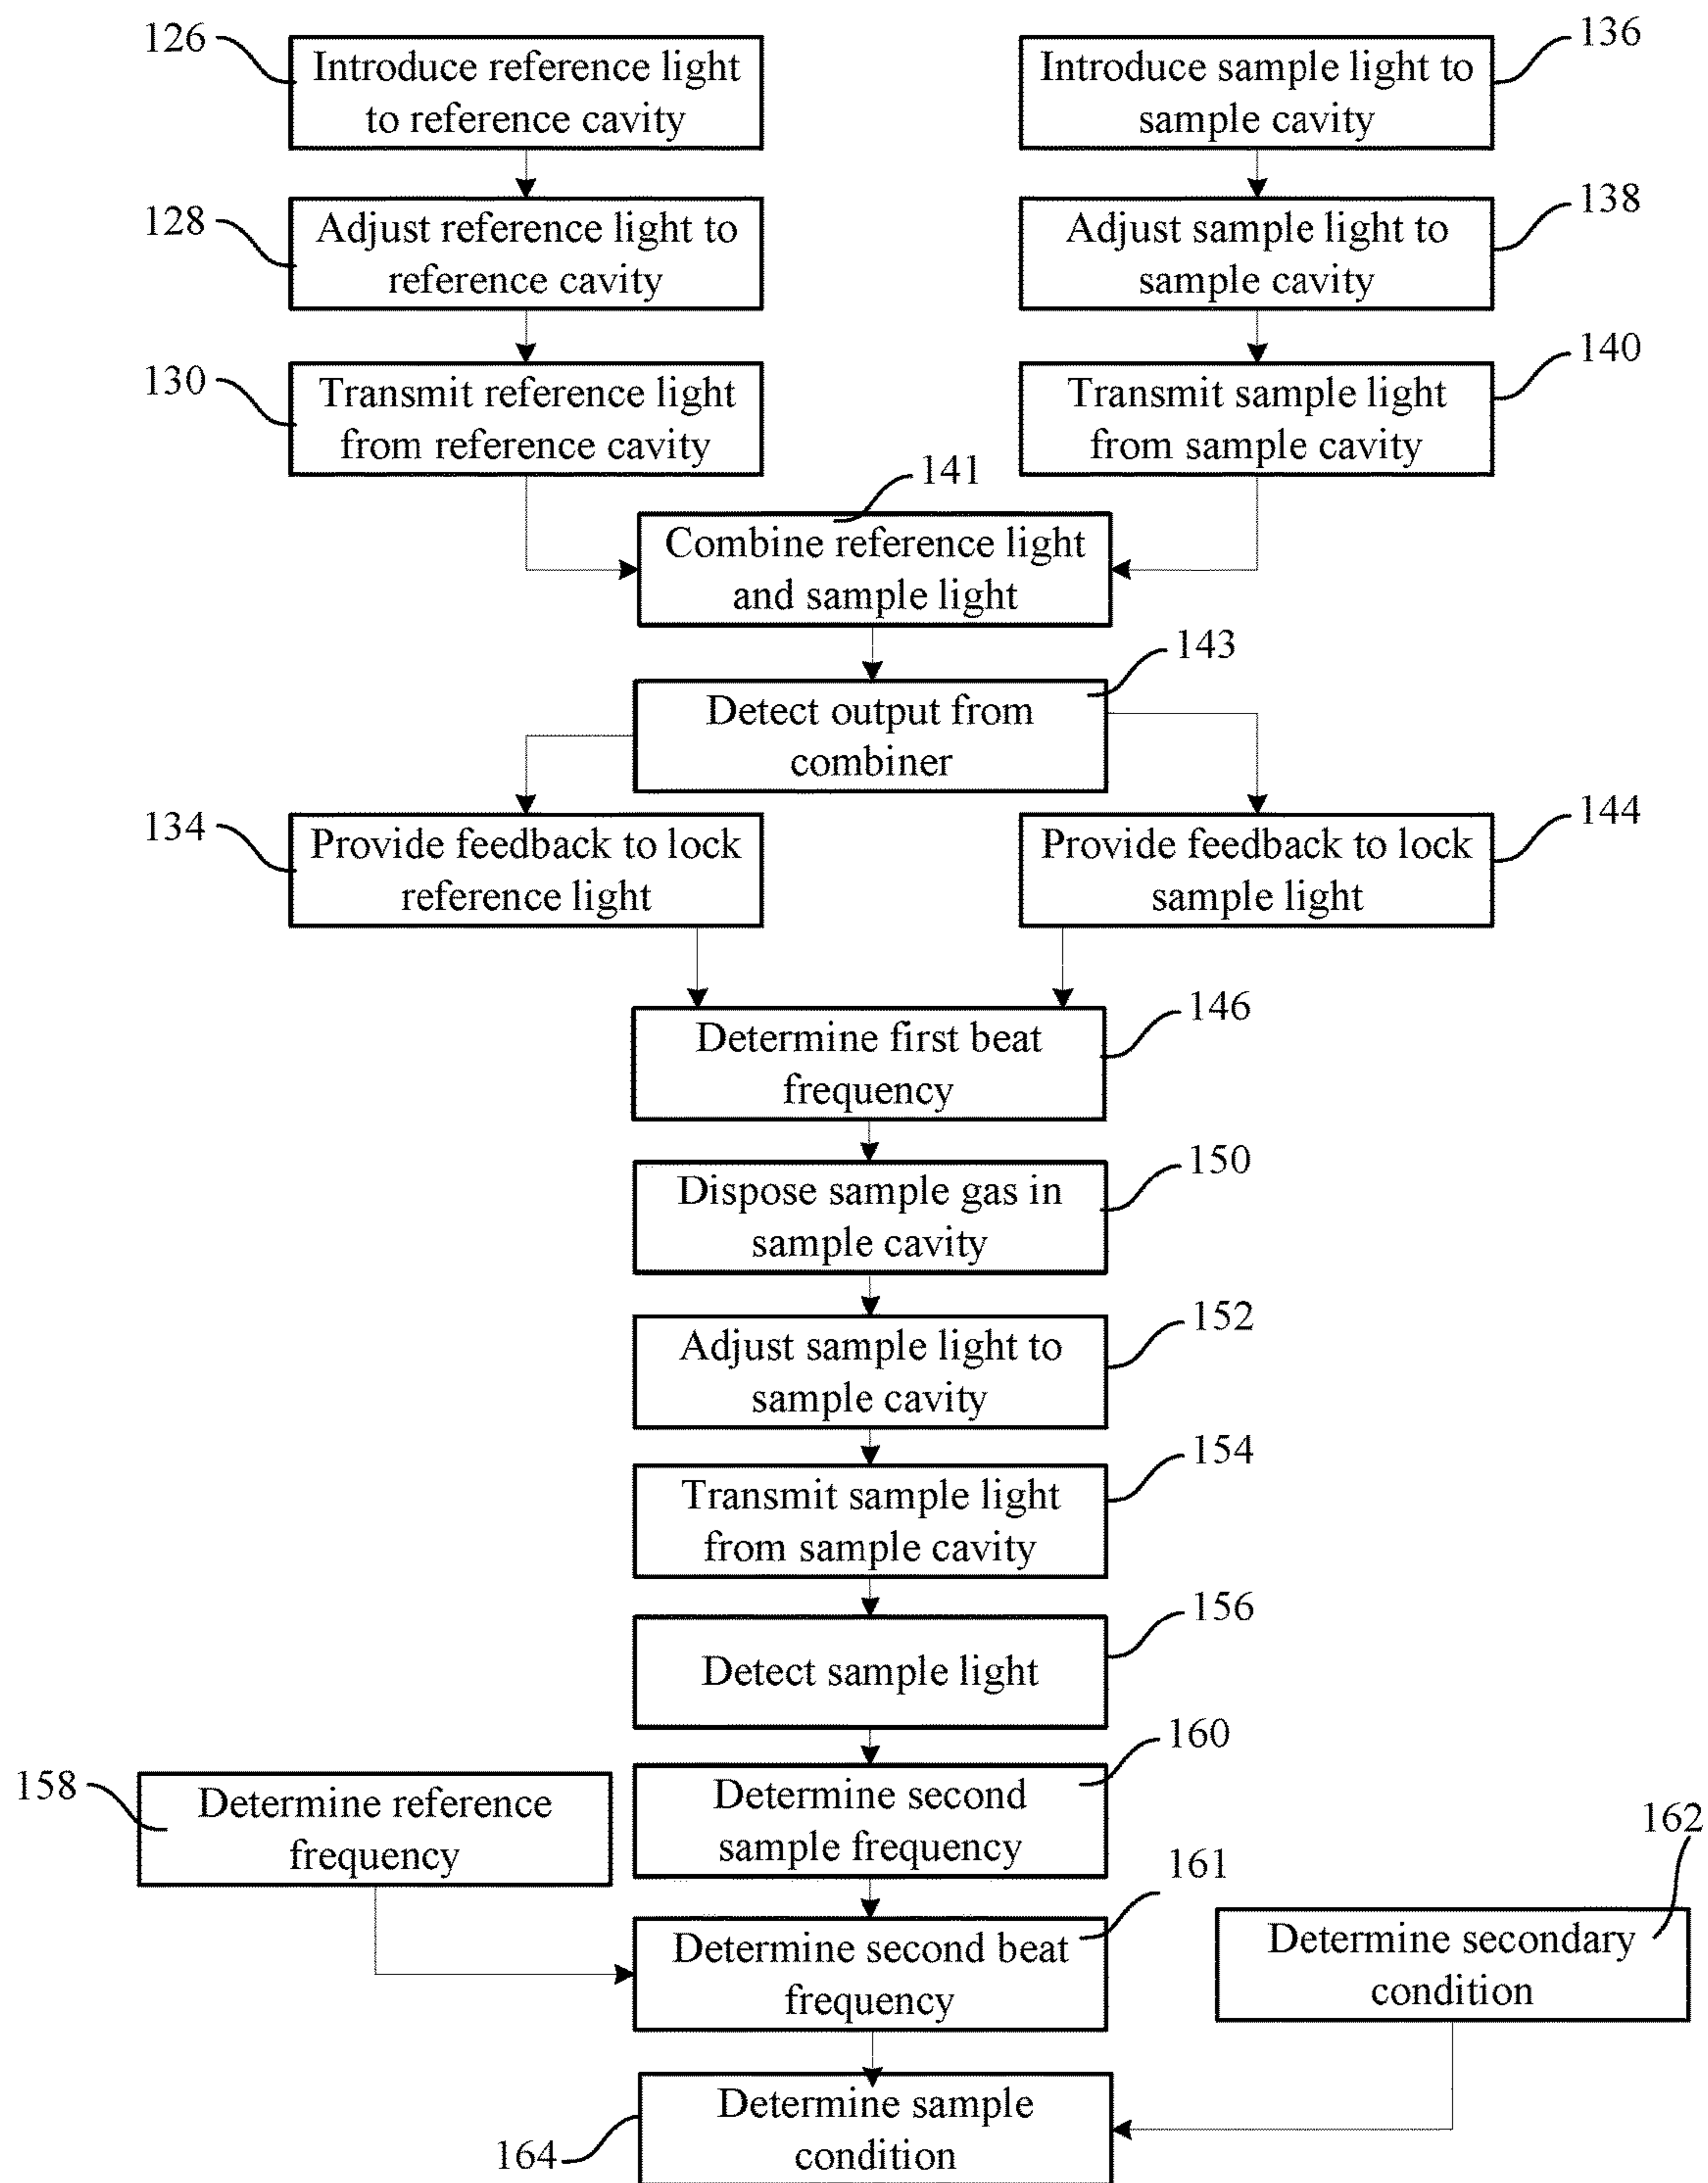 126
Introduce reference light
to reference cavity
136
Introduce sample light to
sample cavity
128
Adjust reference light to
reference cavity
138
Adjust sample light to
sample cavity
130
Transmit reference light
from reference cavity
140
Transmit sample light
from sample cavity
141
Combine reference light
and sample light
143
Detect output from
combiner
134
Provide feedback to lock
reference light
144
Provide feedback to lock
sample light
146
Determine first beat
frequency
150
Dispose sample gas in
sample cavity
152
Adjust sample light to
sample cavity
154
Transmit sample light
from sample cavity
156
Detect sample light
158
Determine reference
frequency
160
Determine second
sample frequency
161
Determine second beat
frequency
162
Determine secondary
condition
164
Determine sample
condition